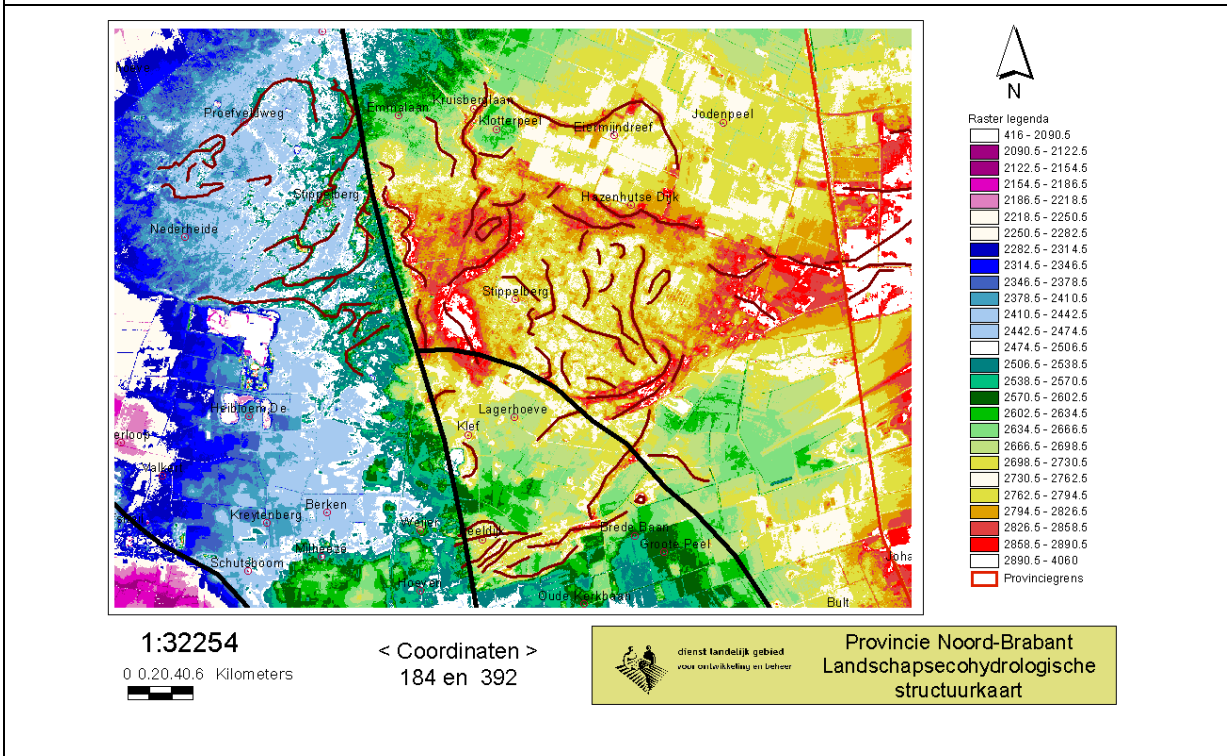 Proefveldweg
Emmalaan
Kruisberglaan
Klotterpeel
Eiermijndreef
Jodenpeel
Stippelberg
Hazenhutse Dijk
Nederheide
Stippelberg
Heibloem De
Lagerhoeve
Klef
erloop
Berken
Kreytenberg
Weijer
Brede Baan
Milheeze
Groote Peel
Schutsboom
Joha
Hoeven
Oude Kerkbaan
Bult
N
Raster legenda
416 - 2090.5
2090.5 - 2122.5
2122.5 - 2154.5
2154.5 - 2186.5
2186.5 - 2218.5
2218.5 - 2250.5
2250.5 - 2282.5
2282.5 - 2314.5
2314.5 - 2346.5
2346.5 - 2378.5
2378.5 - 2410.5
2410.5 - 2442.5
2442.5 - 2474.5
2474.5 - 2506.5
2506.5 - 2538.5
2538.5 - 2570.5
2570.5 - 2602.5
2602.5 - 2634.5
2634.5 - 2666.5
2666.5 - 2698.5
2698.5 - 2730.5
2730.5 - 2762.5
2762.5 - 2794.5
2794.5 - 2826.5
2826.5 - 2858.5
2858.5 - 2890.5
2890.5 - 4060
Provinciegrens
1:32254
0 0.20.40.6 Kilometers
< Coordinaten >
184 en 392
dienst landelijk gebied
voor ontwikkeling en beheer
Provincie Noord-Brabant
Landschapsecohydrologische
structuurkaart